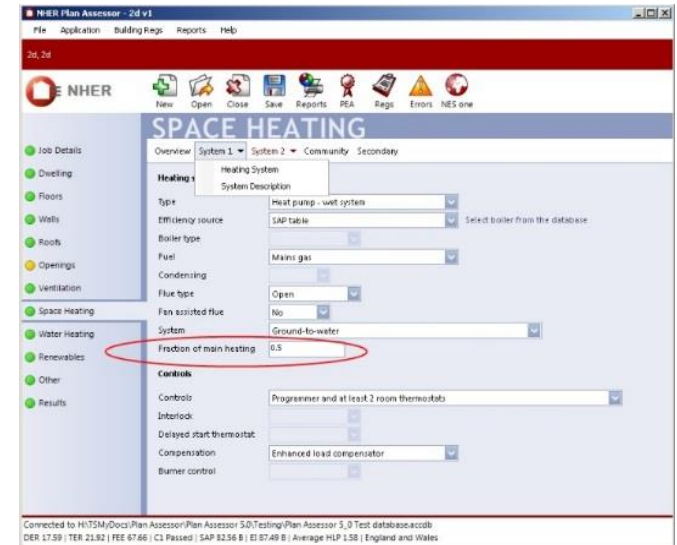 NHER Plan Assessor - 2d v1
File Application Building Regs Reports Help
2d, 2d
NHER
New Open Close Save Reports PEA Regs Errors NES one
SPACE HEATING
Overview System 1 System 2 Community Secondary
Heating System
System Description
Job Details
Dwelling
Floors
Walls
Roofs
Openings
Ventilation
Space Heating
Water Heating
Renewables
Other
Results
Heating s
Type Heat pump - wet system
Efficiency source SAP table Select boiler from the database
Boiler type
Fuel Mains gas
Condensing
Flue type Open
Fan assisted flue No
System Ground-to-water
Fraction of main heating 0.5
Controls
Controls Programmer and at least 2 room thermostats
Interlock
Delayed start thermostat
Compensation Enhanced load compensator
Burner control
Connected to H:\TSMyDocs\Plan Assessor\Plan Assessor 5.0\Testing\Plan Assessor 5_0 Test database.accdb
DER 17.59 | TER 21.92 | FEE 67.66 | C1 Passed | SAP 82.56 B | EI 87.49 B | Average HLP 1.58 | England and Wales